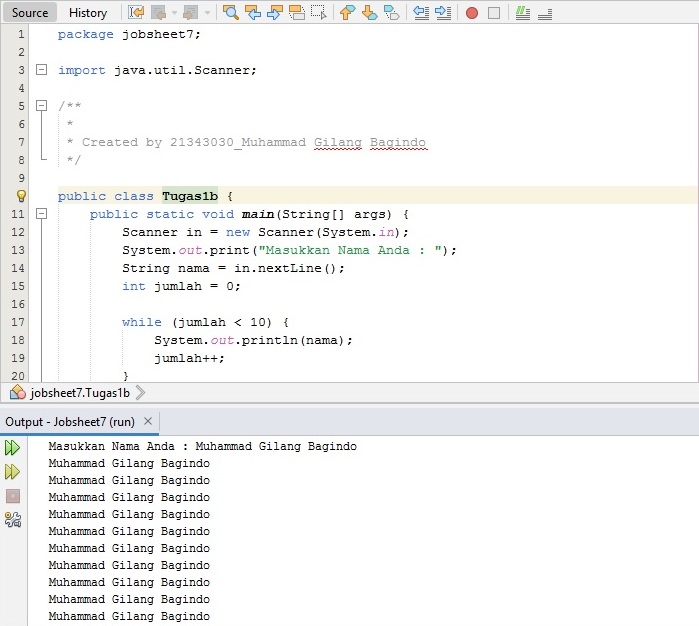 Source History
1 package jobsheet7;
2
3 import java.util.Scanner;
4
5 /**
6  *
7  * Created by 21343030_Muhammad Gilang Bagindo
8  */
9
public class Tugas1b {
11     public static void main(String[] args) {
12         Scanner in = new Scanner(System.in);
13         System.out.print("Masukkan Nama Anda : ");
14         String nama = in.nextLine();
15         int jumlah = 0;
16
17         while (jumlah < 10) {
18             System.out.println(nama);
19             jumlah++;
20         }
jobsheet7.Tugas1b
Output - Jobsheet7 (run)
Masukkan Nama Anda : Muhammad Gilang Bagindo
Muhammad Gilang Bagindo
Muhammad Gilang Bagindo
Muhammad Gilang Bagindo
Muhammad Gilang Bagindo
Muhammad Gilang Bagindo
Muhammad Gilang Bagindo
Muhammad Gilang Bagindo
Muhammad Gilang Bagindo
Muhammad Gilang Bagindo
Muhammad Gilang Bagindo